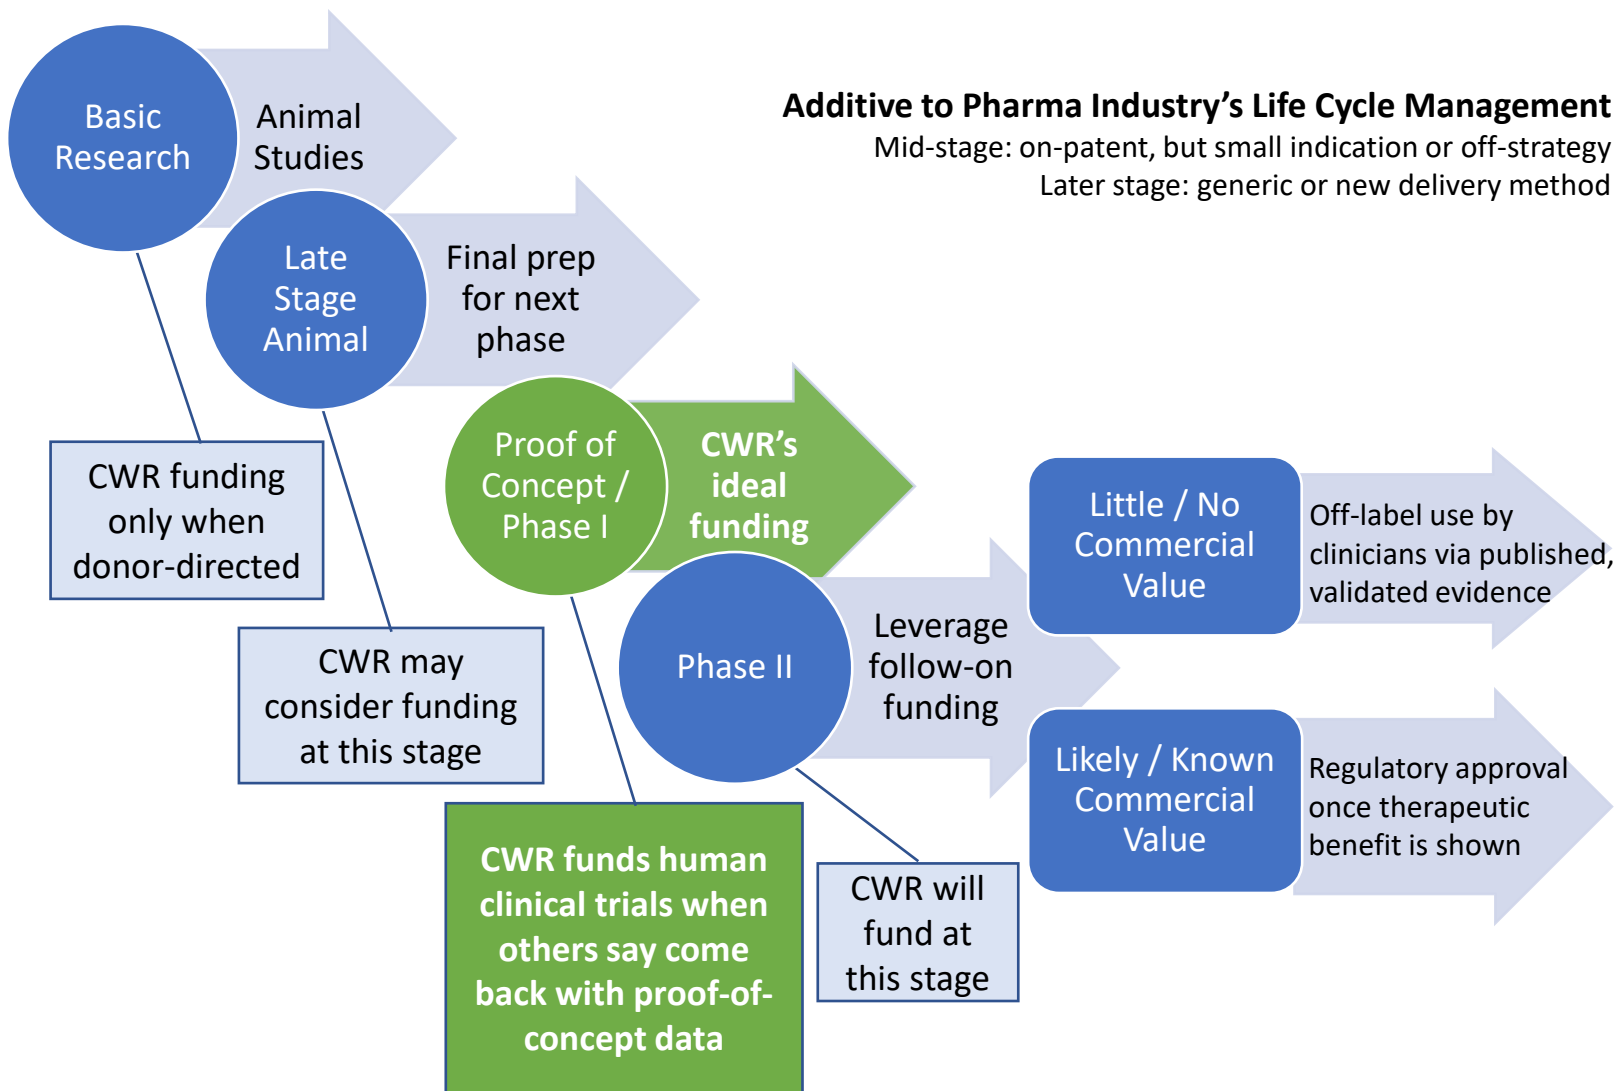 Basic
Research
Animal
Studies
Additive to Pharma Industry’s Life Cycle Management
Mid-stage: on-patent, but small indication or off-strategy
Later stage: generic or new delivery method
Late
Stage
Animal
Final prep
for next
phase
CWR funding
only when
donor-directed
Proof of
Concept /
Phase I
CWR’s
ideal
funding
CWR may
consider funding
at this stage
Phase II
Leverage
follow-on
funding
Little / No
Commercial
Value
Off-label use by
clinicians via published,
validated evidence
Likely / Known
Commercial
Value
Regulatory approval
once therapeutic
benefit is shown
CWR funds human
clinical trials when
others say come
back with proof-of-
concept data
CWR will
fund at
this stage